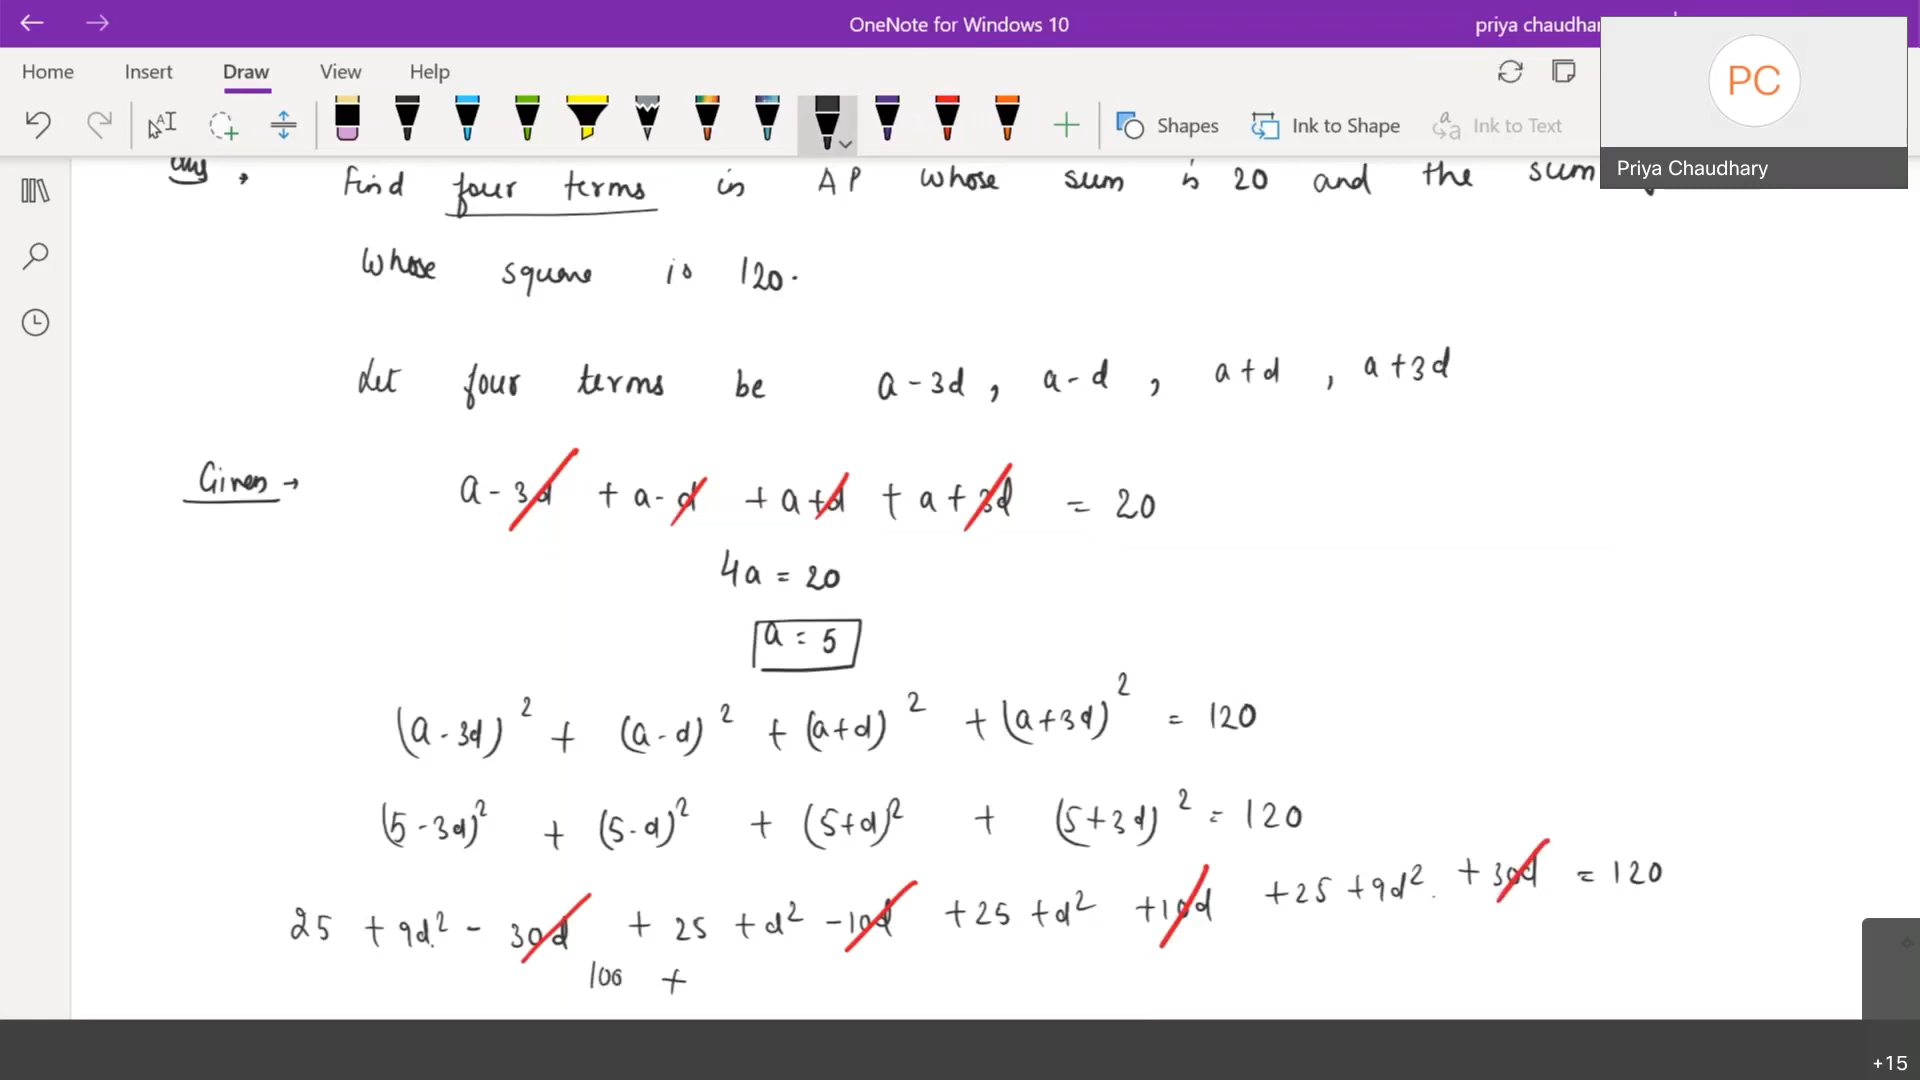 OneNote for Windows 10
priya chaudhar
PC
Priya Chaudhary
Home Insert Draw View Help
Shapes Ink to Shape Ink to Text
Find four terms in AP whose sum is 20 and the sum
whose square is 120.
Let four terms be a - 3d , a - d , a + d , a + 3d
Given → a - 3d + a - d + a + d + a + 3d = 20
4a = 20
a = 5
(a - 3d)² + (a - d)² + (a + d)² + (a + 3d)² = 120
(5 - 3d)² + (5 - d)² + (5 + d)² + (5 + 3d)² = 120
25 + 9d² - 30d + 25 + d² - 10d + 25 + d² + 10d + 25 + 9d² + 30d = 120
100 +
+15